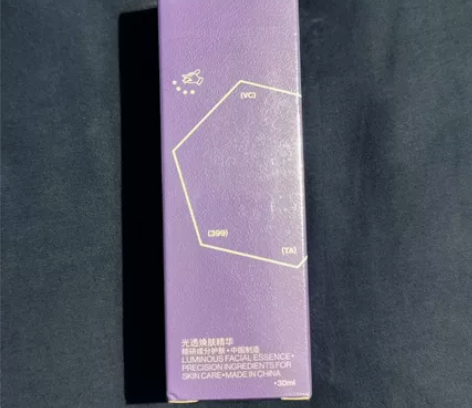 (VC)
(399)
(TA)
光透焕肤精华
精研成分护肤•中国制造
LUMINOUS FACIAL ESSENCE•
PRECISION INGREDIENTS FOR
SKIN CARE•MADE IN CHINA
•30ml